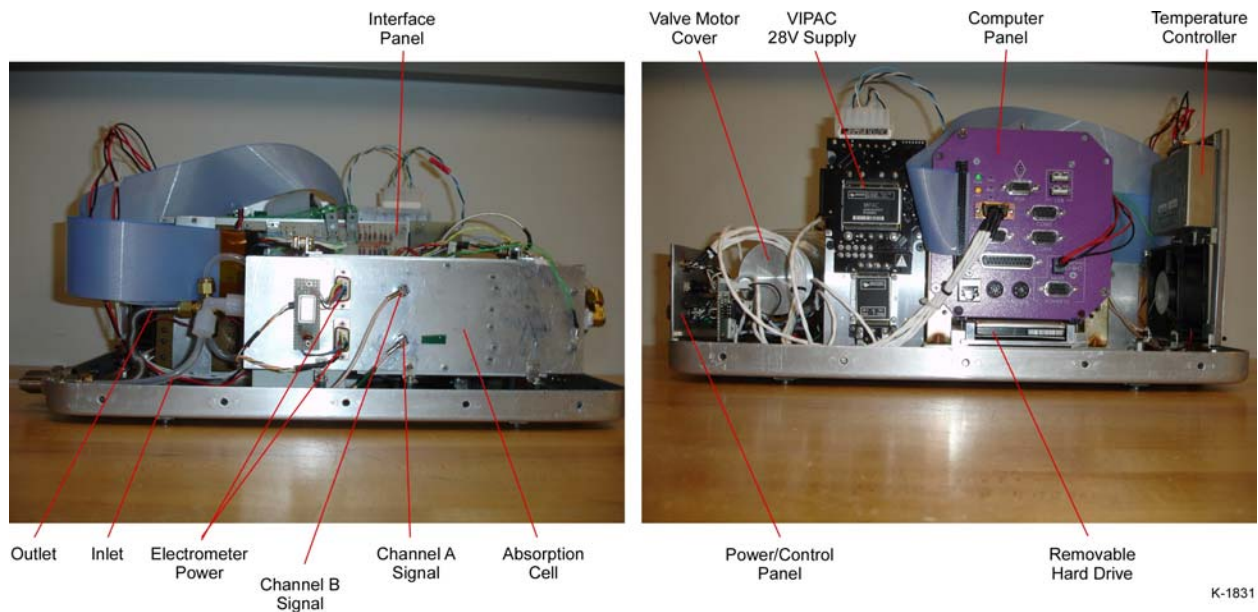 Interface
Panel
Valve Motor
Cover
VIPAC
28V Supply
Computer
Panel
Temperature
Controller
Outlet
Inlet
Electrometer
Power
Channel B
Signal
Channel A
Signal
Absorption
Cell
Power/Control
Panel
Removable
Hard Drive
K-1831